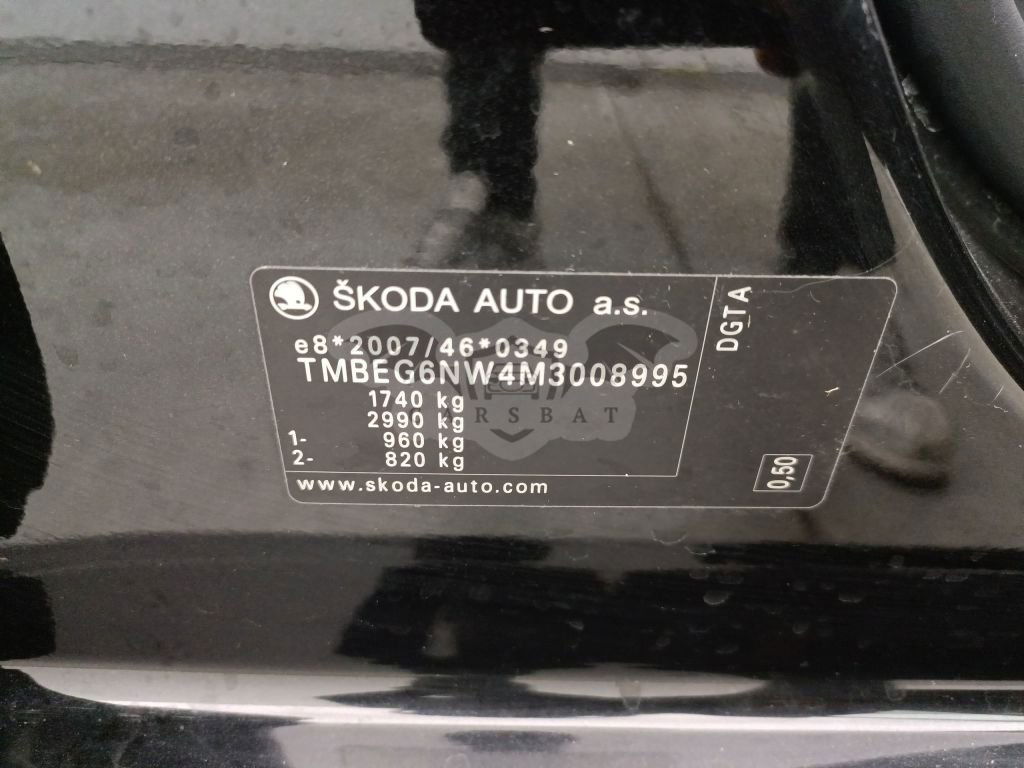 ŠKODA AUTO a.s.
e8*2007/46*0349
TMBEG6NW4M3008995
1740 kg
2990 kg
1- 960 kg
2- 820 kg
www.skoda-auto.com
DGTA
0,50
CARSBAT